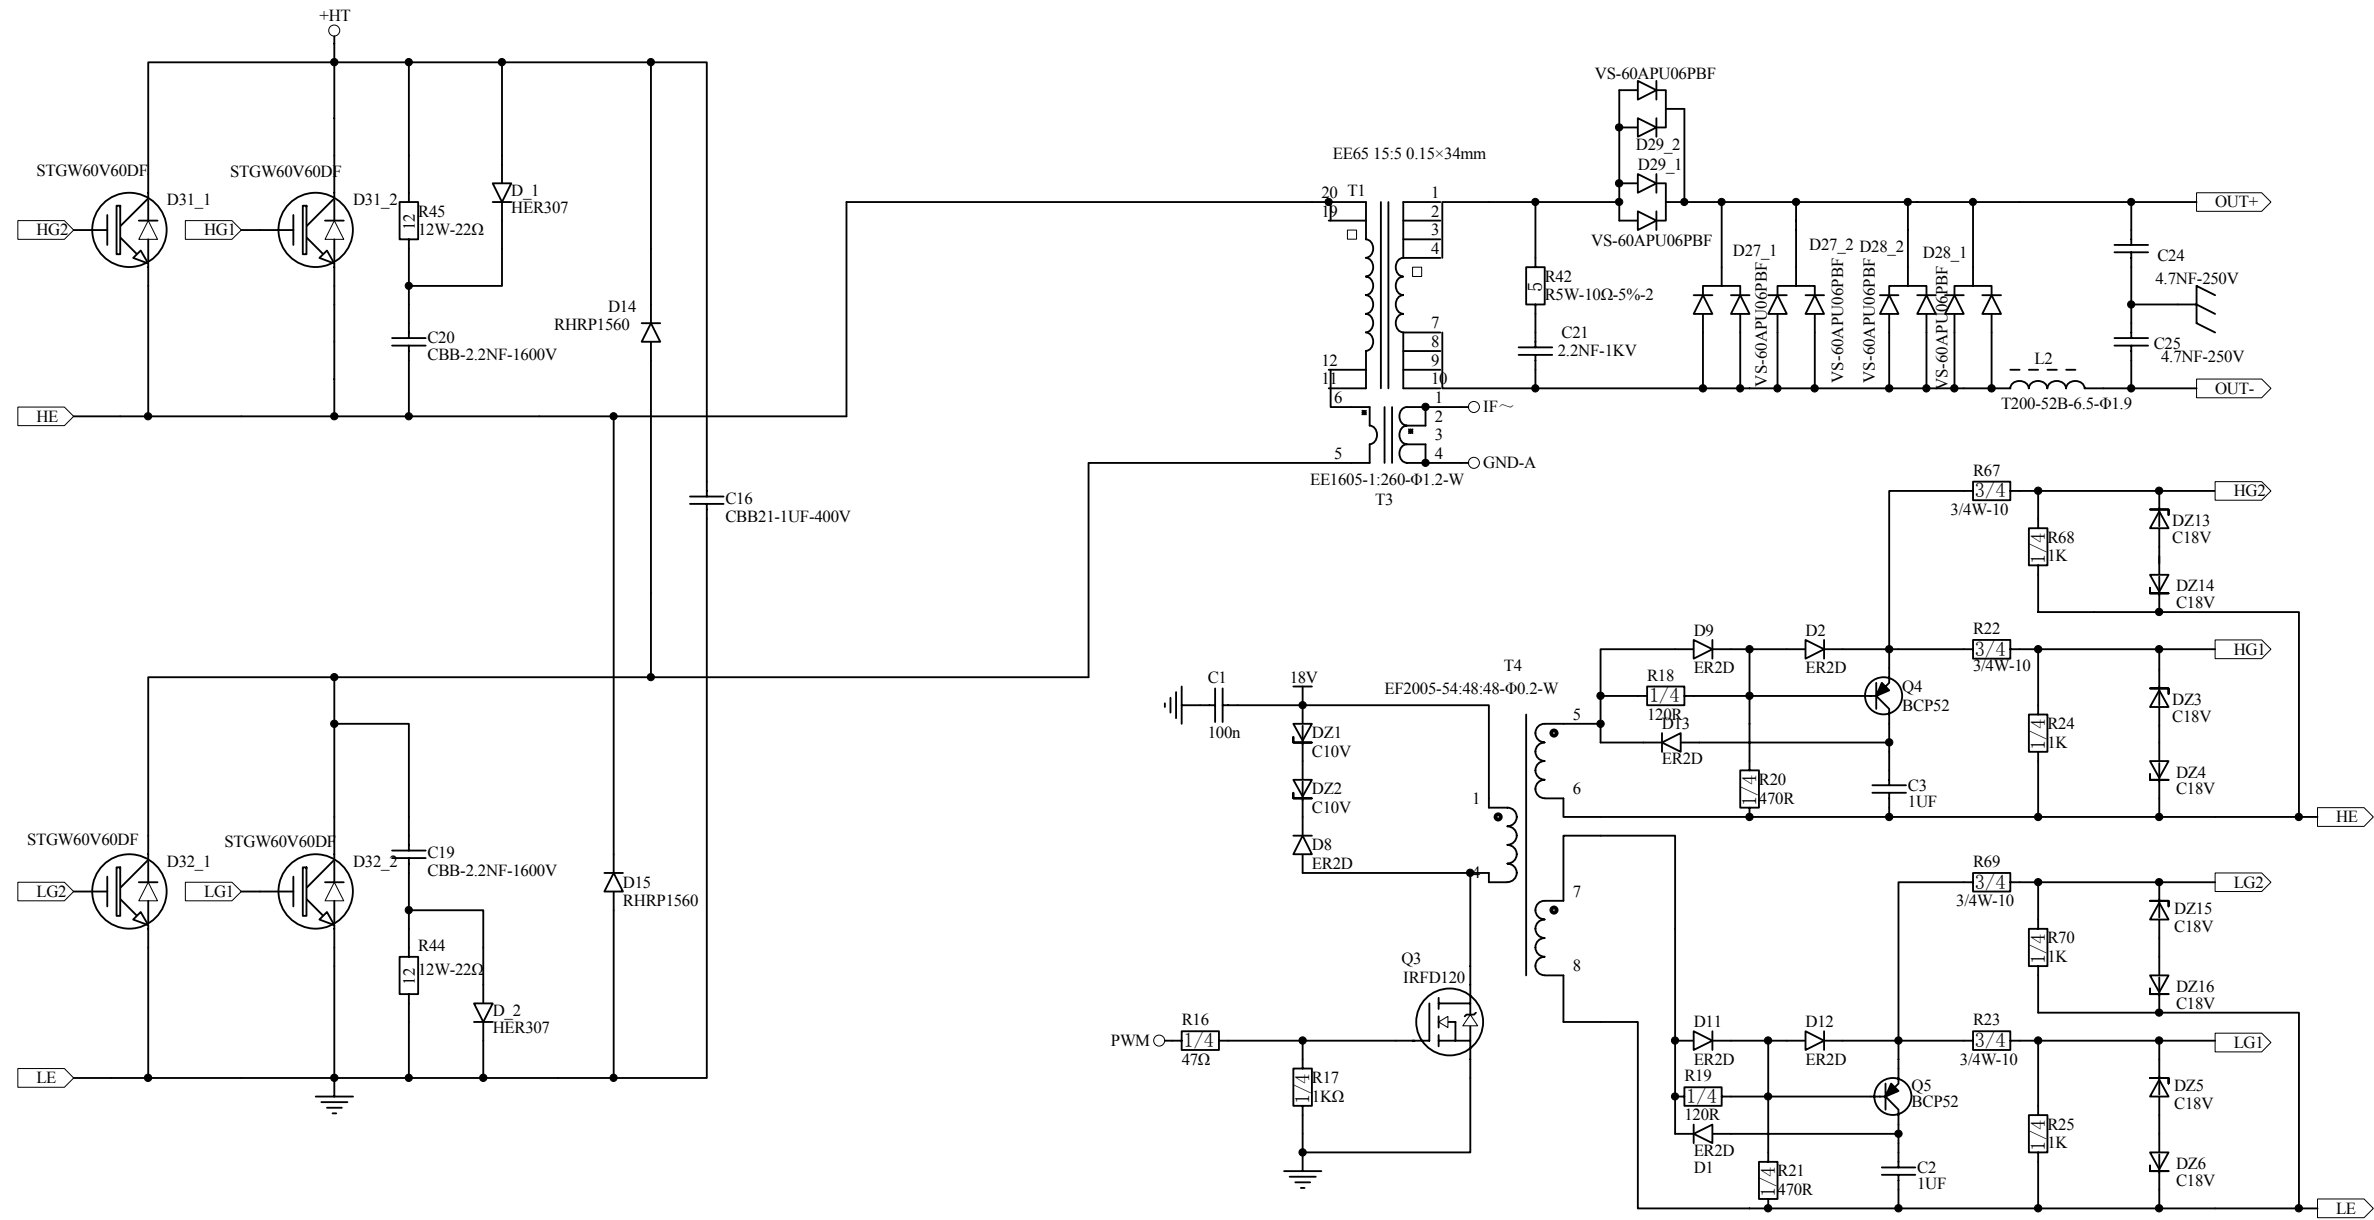 +HT
STGW60V60DF
D31_1
HG2
STGW60V60DF
D31_2
HG1
R45
12
12W-22Ω
D_1
HER307
C20
CBB-2.2NF-1600V
D14
RHRP1560
HE
C16
CBB21-1UF-400V
STGW60V60DF
D32_1
LG2
STGW60V60DF
D32_2
LG1
C19
CBB-2.2NF-1600V
R44
12
12W-22Ω
D_2
HER307
D15
RHRP1560
LE
EE65 15:5 0.15×34mm
T1
20
19
12
11
1
2
3
4
7
8
9
10
6
5
1
2
3
4
IF~
GND-A
EE1605-1:260-Φ1.2-W
T3
R42
5
R5W-10Ω-5%-2
C21
2.2NF-1KV
VS-60APU06PBF
D29_2
D29_1
VS-60APU06PBF
D27_1
VS-60APU06PBF
D27_2
VS-60APU06PBF
D28_2
VS-60APU06PBF
D28_1
VS-60APU06PBF
OUT+
C24
4.7NF-250V
C25
4.7NF-250V
L2
T200-52B-6.5-Φ1.9
OUT-
C1
100n
18V
DZ1
C10V
DZ2
C10V
D8
ER2D
T4
EF2005-54:48:48-Φ0.2-W
1
4
5
6
7
8
Q3
IRFD120
PWM
R16
1/4
47Ω
R17
1/4
1KΩ
D9
ER2D
D2
ER2D
R18
1/4
120R
D13
ER2D
R20
1/4
470R
Q4
BCP52
C3
1UF
R67
3/4
3/4W-10
HG2
R68
1/4
1K
DZ13
C18V
DZ14
C18V
R22
3/4
3/4W-10
HG1
R24
1/4
1K
DZ3
C18V
DZ4
C18V
HE
D11
ER2D
D12
ER2D
R19
1/4
120R
ER2D
D1
R21
1/4
470R
Q5
BCP52
C2
1UF
R69
3/4
3/4W-10
LG2
R70
1/4
1K
DZ15
C18V
DZ16
C18V
R23
3/4
3/4W-10
LG1
R25
1/4
1K
DZ5
C18V
DZ6
C18V
LE